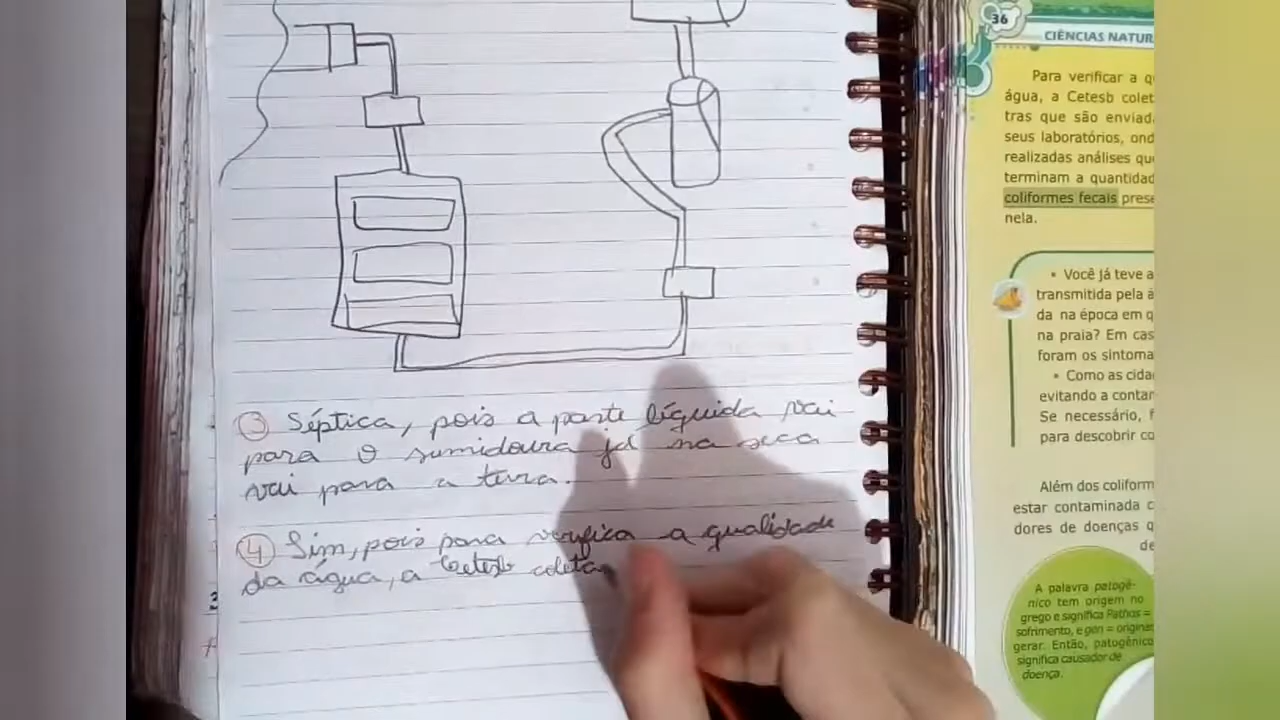 ③ Séptica, pois a parte líquida vai
para o sumidoura já na seca
vai para a terra.
④ Sim, pois para verifica a qualidade
da água, a Cetesb coleta
36
CIÊNCIAS NATUR
Para verificar a q
água, a Cetesb colet
tras que são enviad
seus laboratórios, ond
realizadas análises qu
terminam a quantidad
coliformes fecais prese
nela.
• Você já teve a
transmitida pela á
da na época em q
na praia? Em cas
foram os sintoma
• Como as cida
evitando a contar
Se necessário, f
para descobrir co
Além dos coliform
estar contaminada c
dores de doenças q
de
A palavra patogê-
nico tem origem no
grego e significa Pathos =
sofrimento, e gen = originar,
gerar. Então, patogênico
significa causador de
doença.